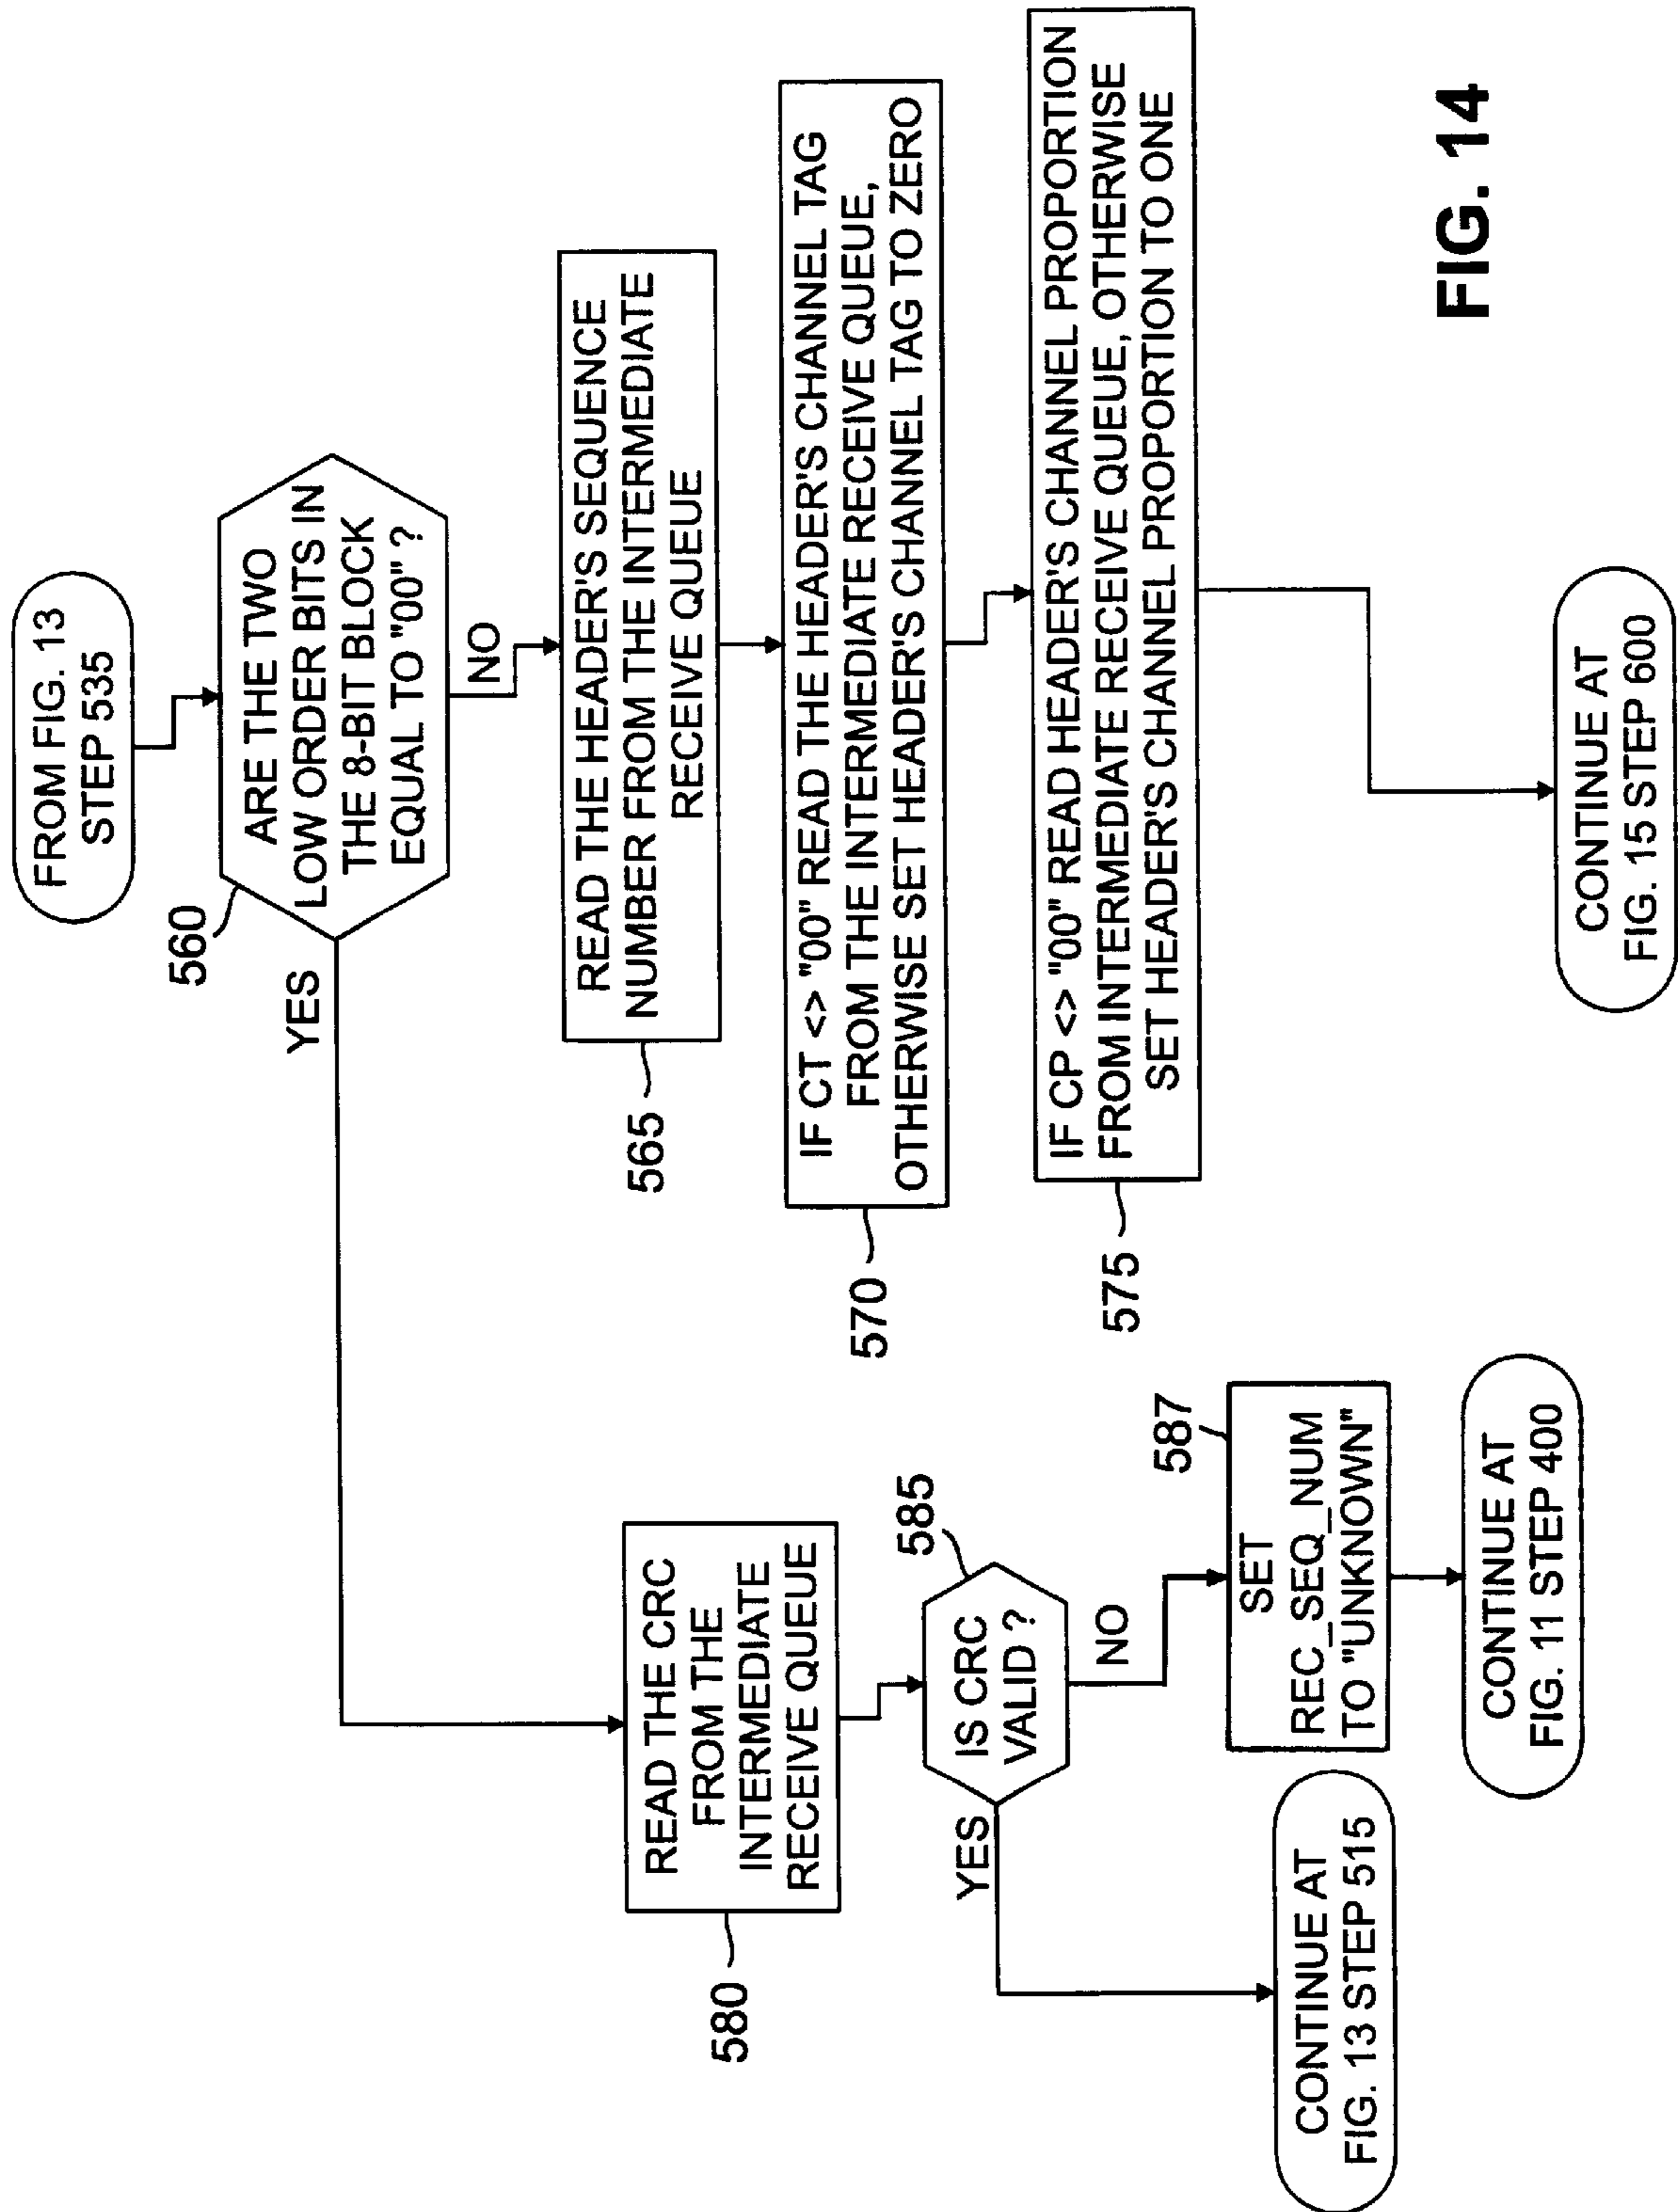 FROM FIG. 13
STEP 535
ARE THE TWO
LOW ORDER BITS IN
THE 8-BIT BLOCK
EQUAL TO "00" ?
560
YES
NO
READ THE HEADER'S SEQUENCE
NUMBER FROM THE INTERMEDIATE
RECEIVE QUEUE
565
IF CT <> "00" READ THE HEADER'S CHANNEL TAG
FROM THE INTERMEDIATE RECEIVE QUEUE,
OTHERWISE SET HEADER'S CHANNEL TAG TO ZERO
570
IF CP <> "00" READ HEADER'S CHANNEL PROPORTION
FROM INTERMEDIATE RECEIVE QUEUE, OTHERWISE
SET HEADER'S CHANNEL PROPORTION TO ONE
575
CONTINUE AT
FIG. 15 STEP 600
READ THE CRC
FROM THE
INTERMEDIATE
RECEIVE QUEUE
580
IS CRC
VALID ?
585
YES
NO
SET
REC_SEQ_NUM
TO "UNKNOWN"
587
CONTINUE AT
FIG. 13 STEP 515
CONTINUE AT
FIG. 11 STEP 400
FIG. 14